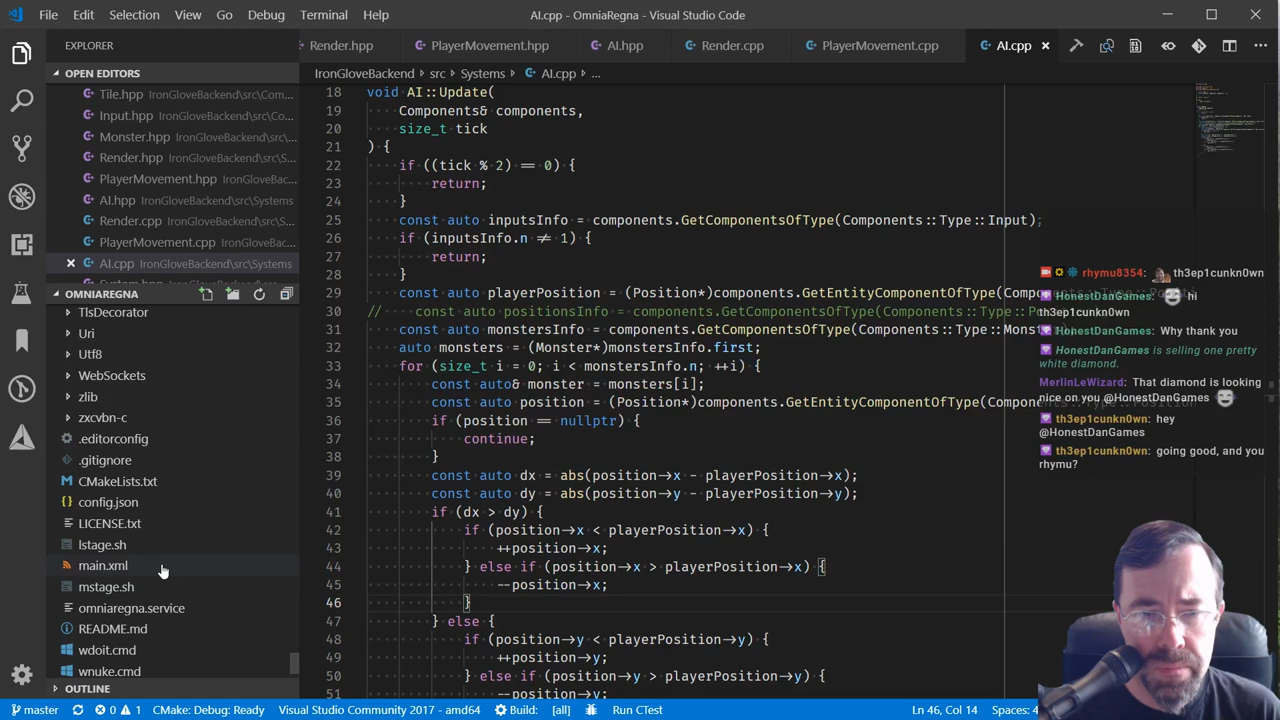 File Edit Selection View Go Debug Terminal Help
AI.cpp - OmniaRegna - Visual Studio Code
EXPLORER
Render.hpp PlayerMovement.hpp AI.hpp Render.cpp PlayerMovement.cpp AI.cpp
OPEN EDITORS
IronGloveBackend › src › Systems › AI.cpp › ...
Tile.hpp IronGloveBackend\src\Com...
Input.hpp IronGloveBackend\src\Co...
Monster.hpp IronGloveBackend\src...
Render.hpp IronGloveBackend\src\...
PlayerMovement.hpp IronGloveBac...
AI.hpp IronGloveBackend\src\Systems
Render.cpp IronGloveBackend\src\S...
PlayerMovement.cpp IronGloveBac...
AI.cpp IronGloveBackend\src\Systems
OMNIAREGNA
TlsDecorator
Uri
Utf8
WebSockets
zlib
zxcvbn-c
.editorconfig
.gitignore
CMakeLists.txt
config.json
LICENSE.txt
lstage.sh
main.xml
mstage.sh
omniaregna.service
README.md
wdoit.cmd
wnuke.cmd
OUTLINE
18 void AI::Update(
19 Components& components,
20 size_t tick
21 ) {
22 if ((tick % 2) == 0) {
23 return;
24 }
25 const auto inputsInfo = components.GetComponentsOfType(Components::Type::Input);
26 if (inputsInfo.n ≠ 1) {
27 return;
28 }
29 const auto playerPosition = (Position*)components.GetEntityComponentOfType(Comp
30 // const auto positionsInfo = components.GetComponentsOfType(Components::Type::Po
31 const auto monstersInfo = components.GetComponentsOfType(Components::Type::Mons
32 auto monsters = (Monster*)monstersInfo.first;
33 for (size_t i = 0; i < monstersInfo.n; ++i) {
34 const auto& monster = monsters[i];
35 const auto position = (Position*)components.GetEntityComponentOfType(Compone
36 if (position == nullptr) {
37 continue;
38 }
39 const auto dx = abs(position→x - playerPosition→x);
40 const auto dy = abs(position→y - playerPosition→y);
41 if (dx > dy) {
42 if (position→x < playerPosition→x) {
43 ++position→x;
44 } else if (position→x > playerPosition→x) {
45 --position→x;
46 }
47 } else {
48 if (position→y < playerPosition→y) {
49 ++position→y;
50 } else if (position→y > playerPosition→y) {
51 --position→y;
rhymu8354: th3ep1cunkn0wn
HonestDanGames: hi
th3ep1cunkn0wn
HonestDanGames: Why thank you
HonestDanGames is selling one pretty
white diamond.
MerlinLeWizard: That diamond is looking
nice on you @HonestDanGames
th3ep1cunkn0wn: hey
@HonestDanGames
th3ep1cunkn0wn: going good, and you
rhymu?
master 0 1 CMake: Debug: Ready Visual Studio Community 2017 - amd64 Build: [all] Run CTest Ln 46, Col 14 Spaces: 4